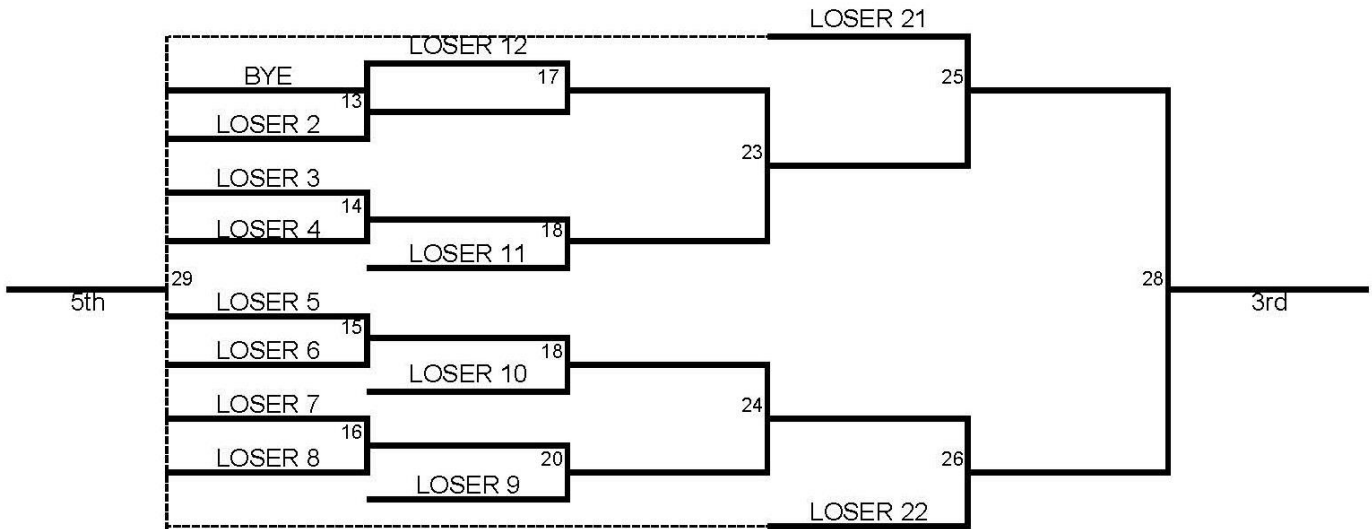 LOSER 21
LOSER 12
BYE
17
25
13
LOSER 2
23
LOSER 3
14
LOSER 4
18
LOSER 11
29
28
5th
LOSER 5
3rd
15
LOSER 6
18
LOSER 10
LOSER 7
24
16
LOSER 8
20
26
LOSER 9
LOSER 22